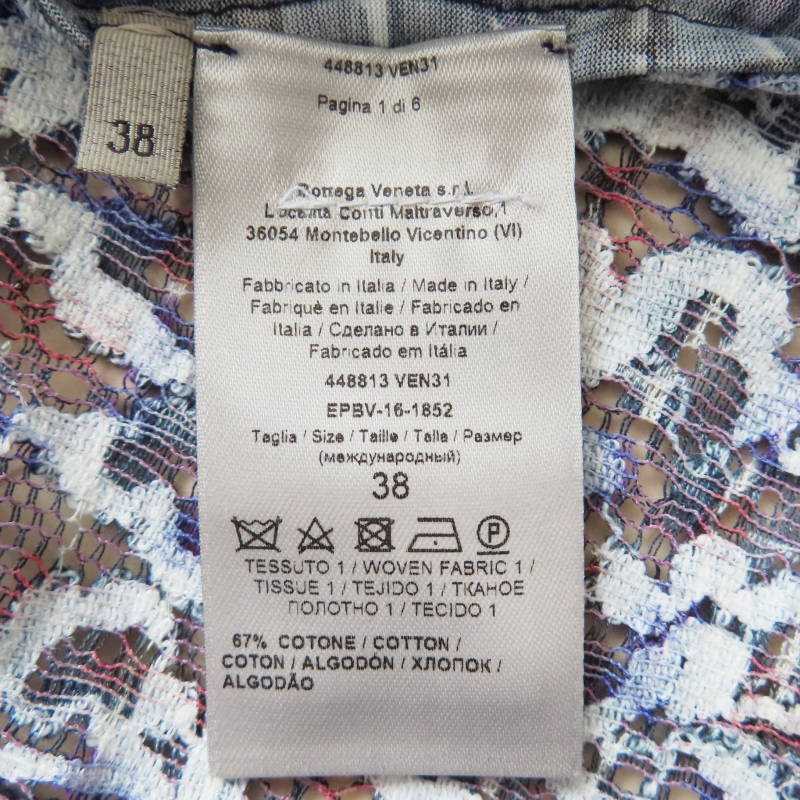 38
448813 VEN31
Pagina 1 di 6
Bottega Veneta s.r.l.
Località Conti Maltraverso,1
36054 Montebello Vicentino (VI)
Italy
Fabbricato in Italia / Made in Italy /
Fabriquè en Italie / Fabricado en
Italia / Сделано в Италии /
Fabricado em Itália
448813 VEN31
EPBV-16-1852
Taglia / Size / Taille / Talla / Размер
(международный)
38
P
TESSUTO 1 / WOVEN FABRIC 1 /
TISSUE 1 / TEJIDO 1 / ТКАНОЕ
ПОЛОТНО 1 / TECIDO 1
67% COTONE / COTTON /
COTON / ALGODÓN / ХЛОПОК /
ALGODÃO